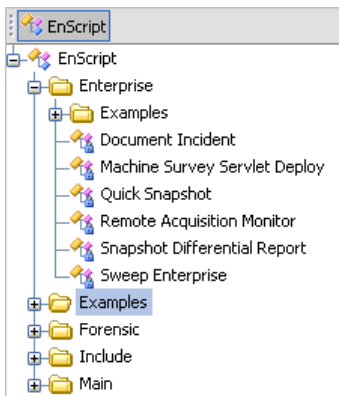 EnScript
EnScript
Enterprise
Examples
Document Incident
Machine Survey Servlet Deploy
Quick Snapshot
Remote Acquisition Monitor
Snapshot Differential Report
Sweep Enterprise
Examples
Forensic
Include
Main